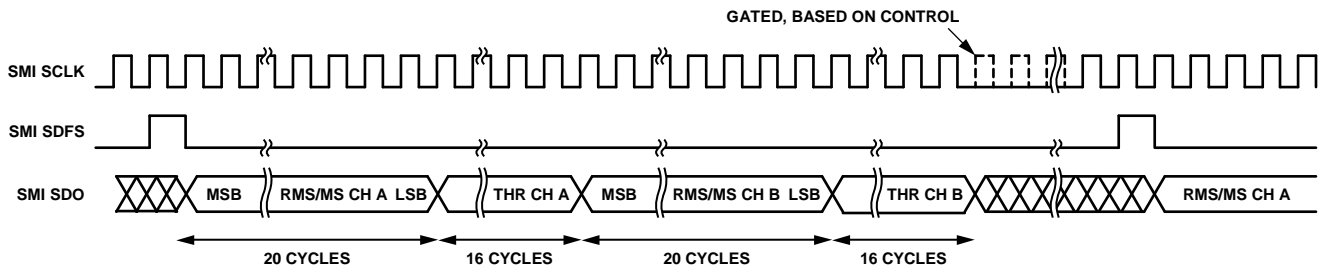 GATED, BASED ON CONTROL
SMI SCLK
SMI SDFS
SMI SDO
MSB RMS/MS CH A LSB THR CH A MSB RMS/MS CH B LSB THR CH B RMS/MS CH A
20 CYCLES 16 CYCLES 20 CYCLES 16 CYCLES